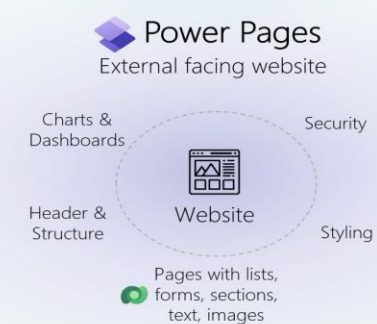 Power Pages
External facing website
Charts &
Dashboards
Security
Website
Header &
Structure
Styling
Pages with lists,
forms, sections,
text, images